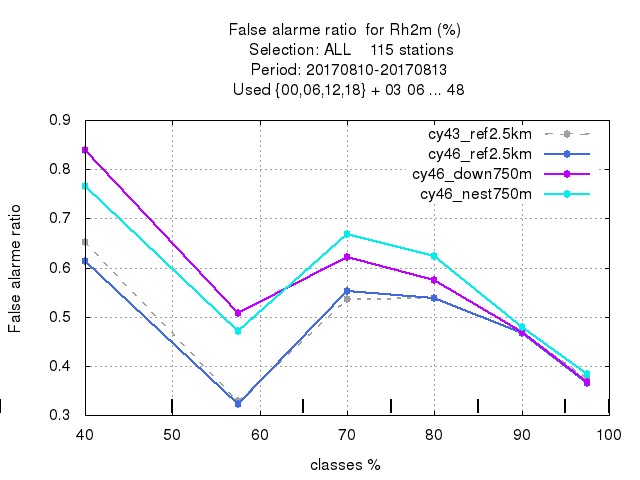 False alarme ratio  for Rh2m (%)
Selection: ALL    115 stations
Period: 20170810-20170813
Used {00,06,12,18} + 03 06 ... 48
cy43_ref2.5km
cy46_ref2.5km
cy46_down750m
cy46_nest750m
0.9
0.8
0.7
0.6
0.5
0.4
0.3
False alarme ratio
40 50 60 70 80 90 100
classes %